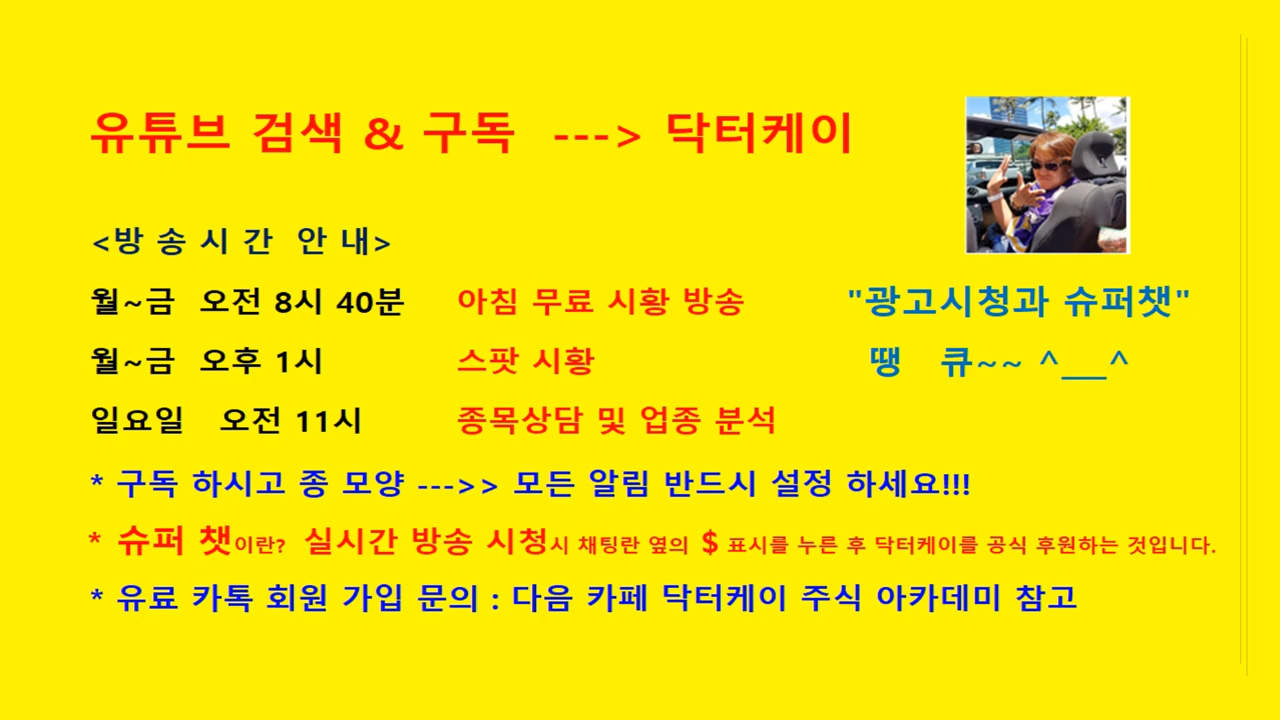 유튜브 검색 & 구독 ---> 닥터케이
<방 송 시 간 안 내>
월~금 오전 8시 40분 아침 무료 시황 방송
월~금 오후 1시 스팟 시황
일요일 오전 11시 종목상담 및 업종 분석
"광고시청과 슈퍼챗"
땡 큐~~ ^__^
* 구독 하시고 종 모양 --->> 모든 알림 반드시 설정 하세요!!!
* 슈퍼 챗이란? 실시간 방송 시청시 채팅란 옆의 $ 표시를 누른 후 닥터케이를 공식 후원하는 것입니다.
* 유료 카톡 회원 가입 문의 : 다음 카페 닥터케이 주식 아카데미 참고